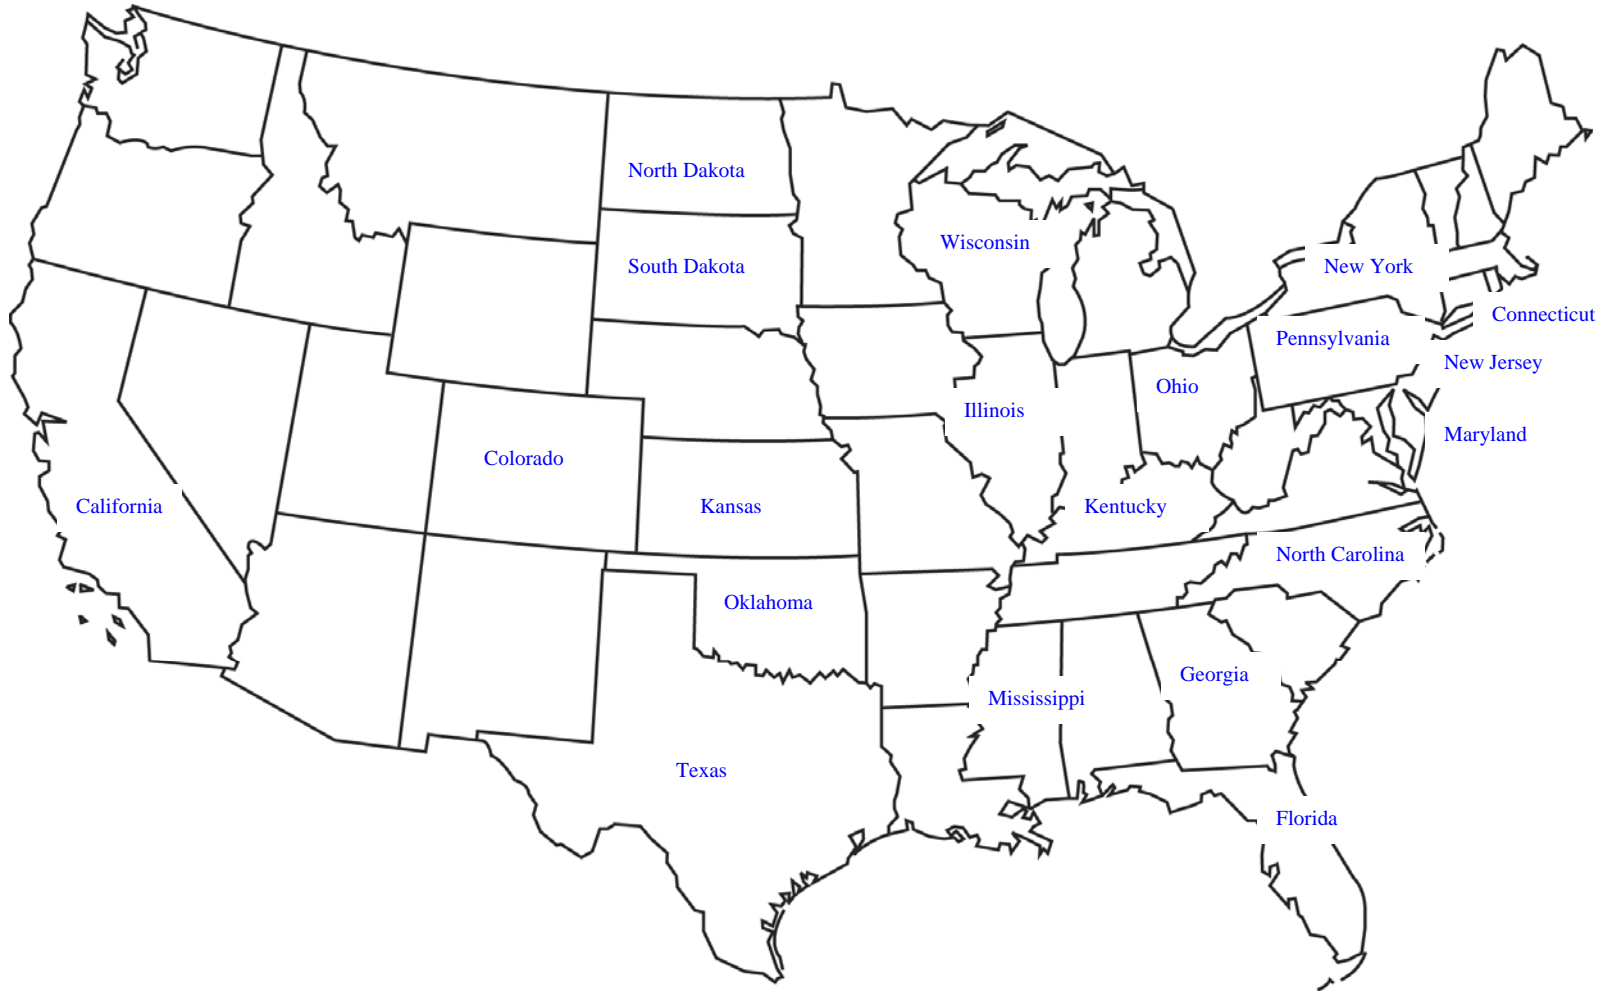 North Dakota
Wisconsin
South Dakota
New York
Connecticut
Pennsylvania
New Jersey
Ohio
Illinois
Maryland
Colorado
California
Kansas
Kentucky
North Carolina
Oklahoma
Georgia
Mississippi
Texas
Florida